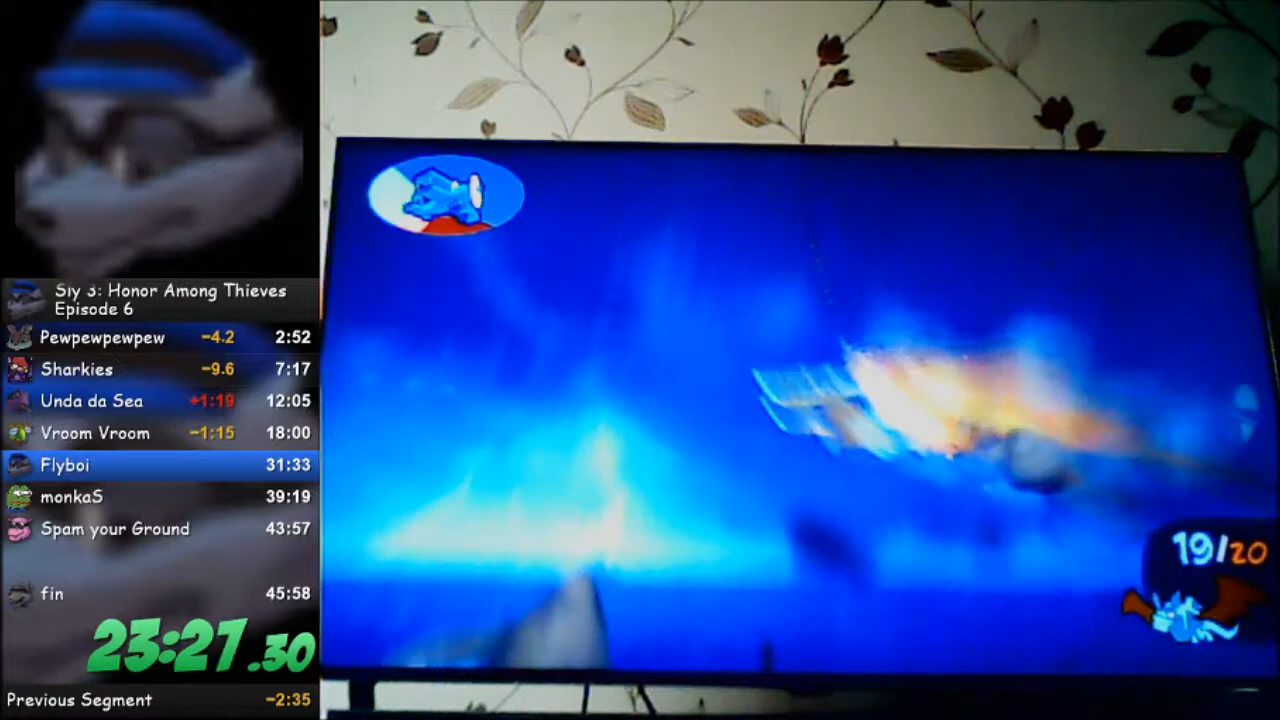 Sly 3: Honor Among Thieves
Episode 6
Pewpewpewpew −4.2 2:52
Sharkies −9.6 7:17
Unda da Sea +1:19 12:05
Vroom Vroom −1:15 18:00
Flyboi 31:33
monkaS 39:19
Spam your Ground 43:57
fin 45:58
23:27.30
Previous Segment −2:35
19/20